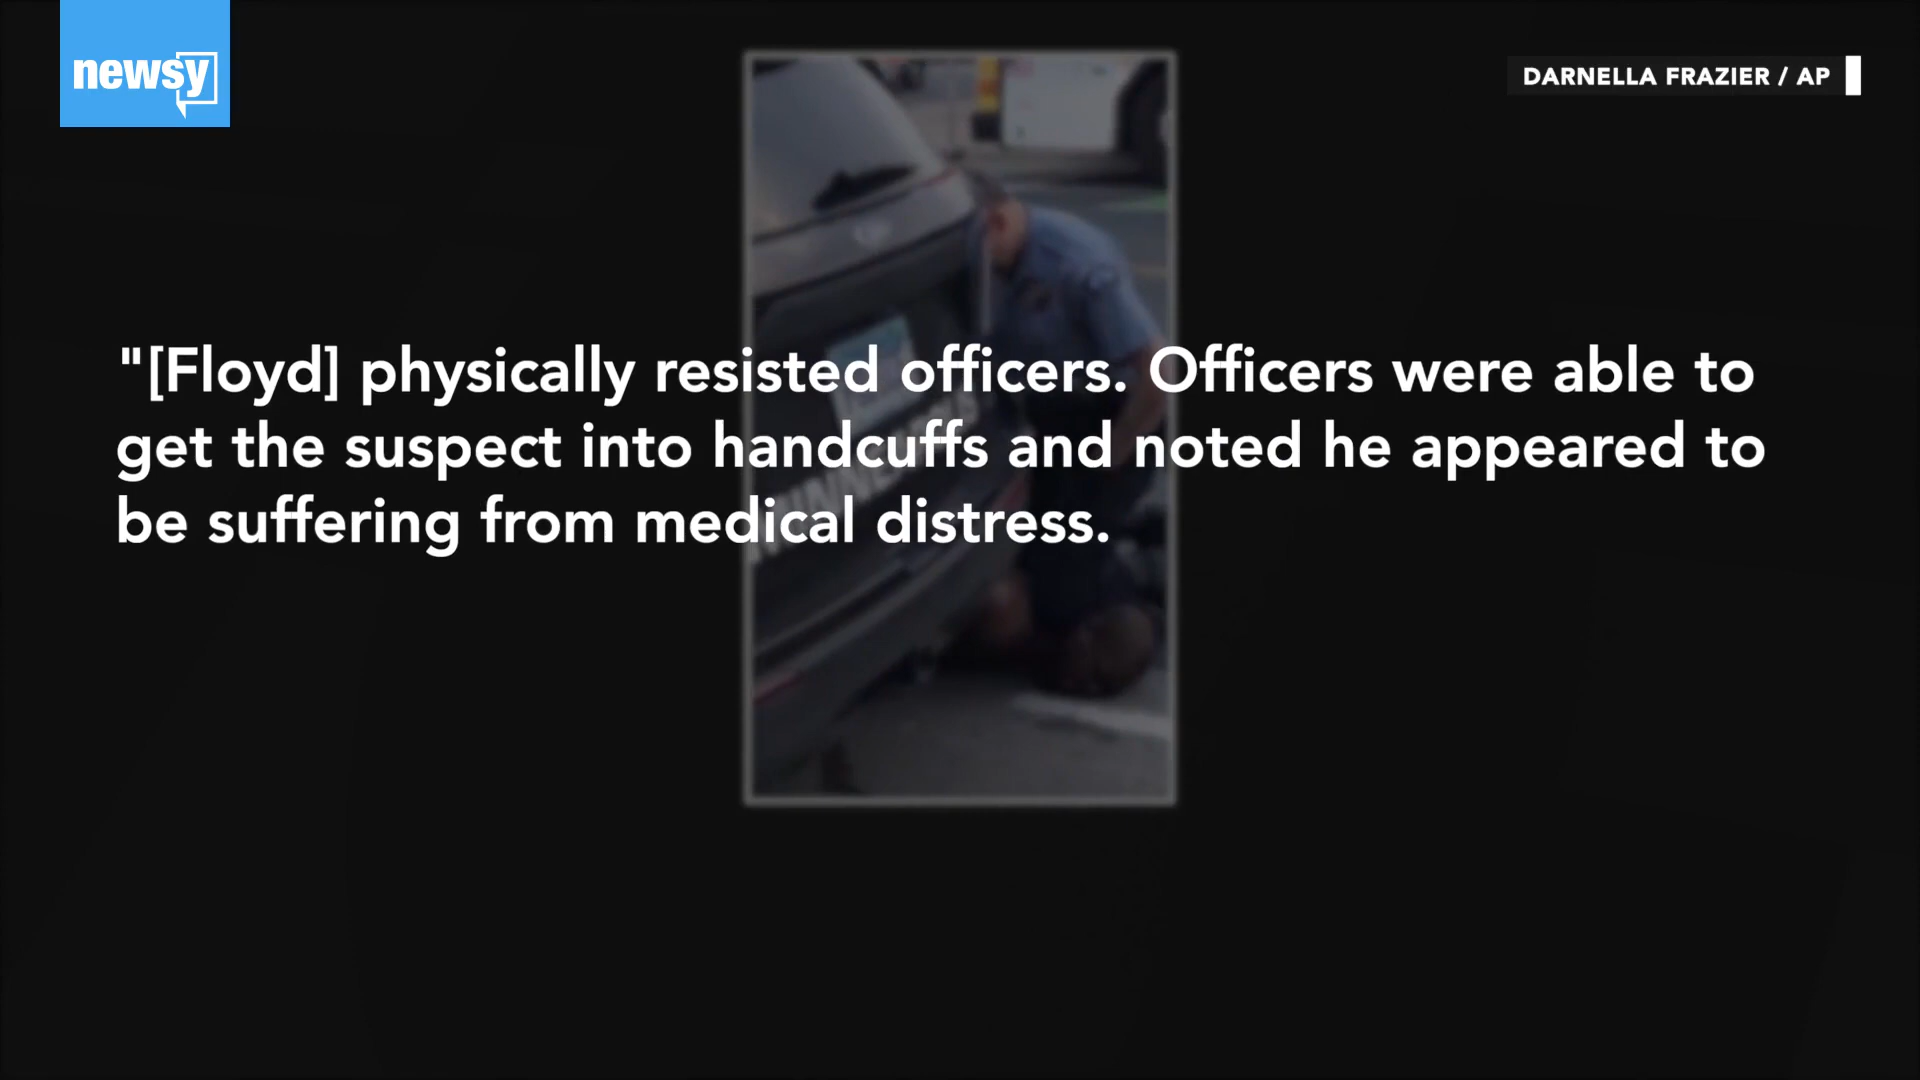 newsy
DARNELLA FRAZIER / AP
"[Floyd] physically resisted officers. Officers were able to
get the suspect into handcuffs and noted he appeared to
be suffering from medical distress.